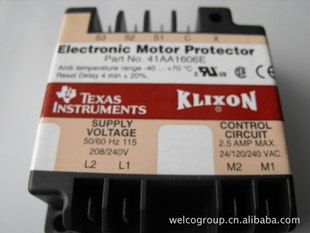 S3 S2 S1 C X
Electronic Motor Protector
Part No. 41AA1606E
Amb temperature range -40 ... +70 °C
Reset Delay 4 min ± 20%.
TEXAS
INSTRUMENTS
KLIXON
SUPPLY
VOLTAGE
50/60 Hz 115
208/240V
L2 L1
CONTROL
CIRCUIT
2.5 AMP MAX.
24/120/240 VAC.
M2 M1
welcogroup.cn.alibaba.com